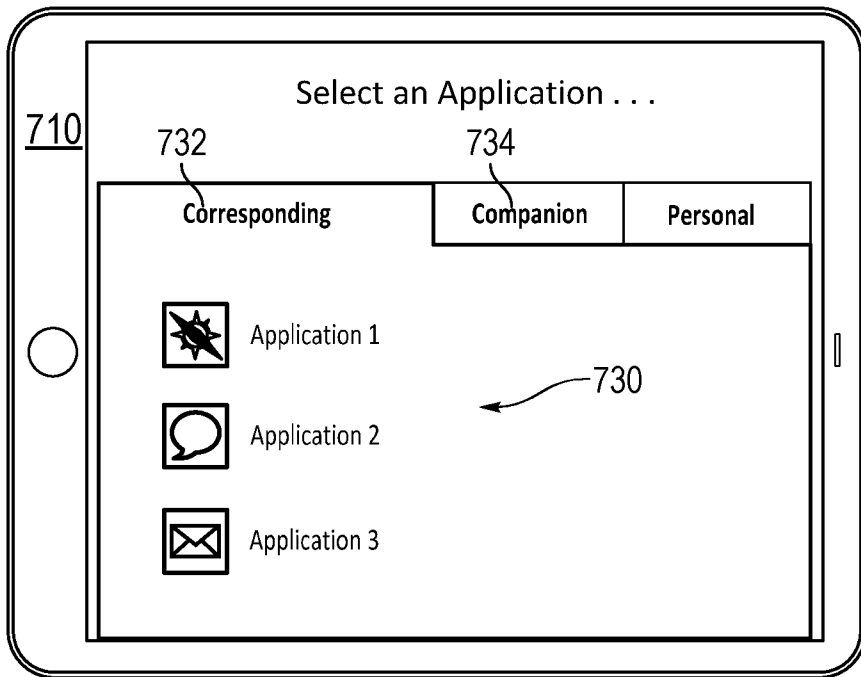 Select an Application . . .
710
732
734
Corresponding
Companion
Personal
Application 1
730
Application 2
Application 3